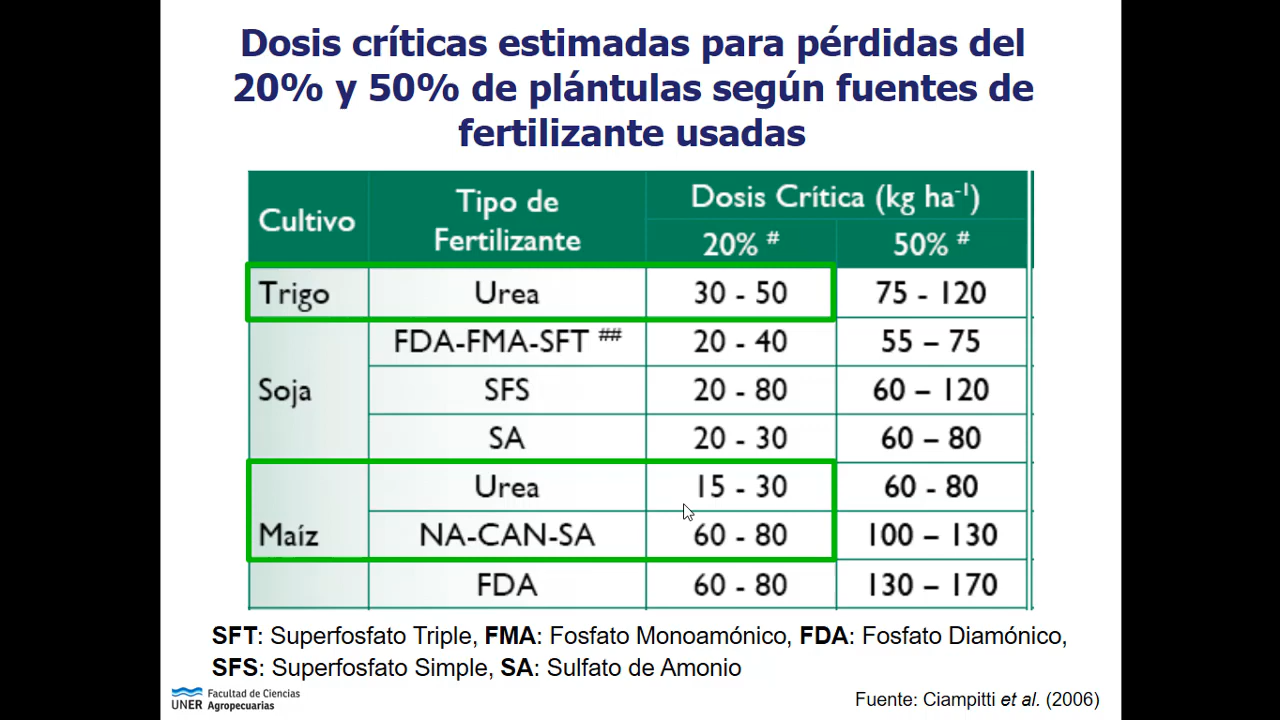 Dosis críticas estimadas para pérdidas del
20% y 50% de plántulas según fuentes de
fertilizante usadas
Cultivo Tipo de Fertilizante Dosis Crítica (kg ha-1)
20% # 50% #
Trigo Urea 30 - 50 75 - 120
FDA-FMA-SFT ## 20 - 40 55 – 75
Soja SFS 20 - 80 60 – 120
SA 20 - 30 60 – 80
Urea 15 - 30 60 - 80
Maíz NA-CAN-SA 60 - 80 100 – 130
FDA 60 - 80 130 – 170
SFT: Superfosfato Triple, FMA: Fosfato Monoamónico, FDA: Fosfato Diamónico,
SFS: Superfosfato Simple, SA: Sulfato de Amonio
UNER Facultad de Ciencias
Agropecuarias
Fuente: Ciampitti et al. (2006)